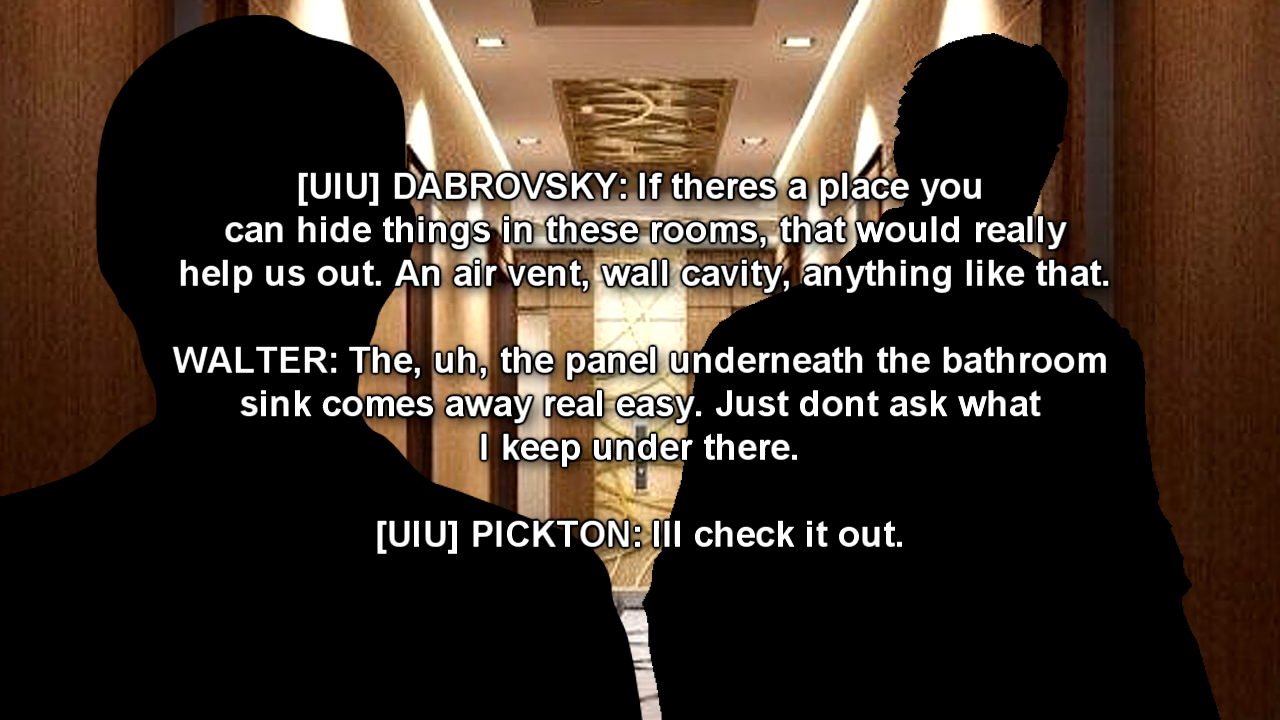 [UIU] DABROVSKY: If theres a place you
can hide things in these rooms, that would really
help us out. An air vent, wall cavity, anything like that.
WALTER: The, uh, the panel underneath the bathroom
sink comes away real easy. Just dont ask what
I keep under there.
[UIU] PICKTON: Ill check it out.